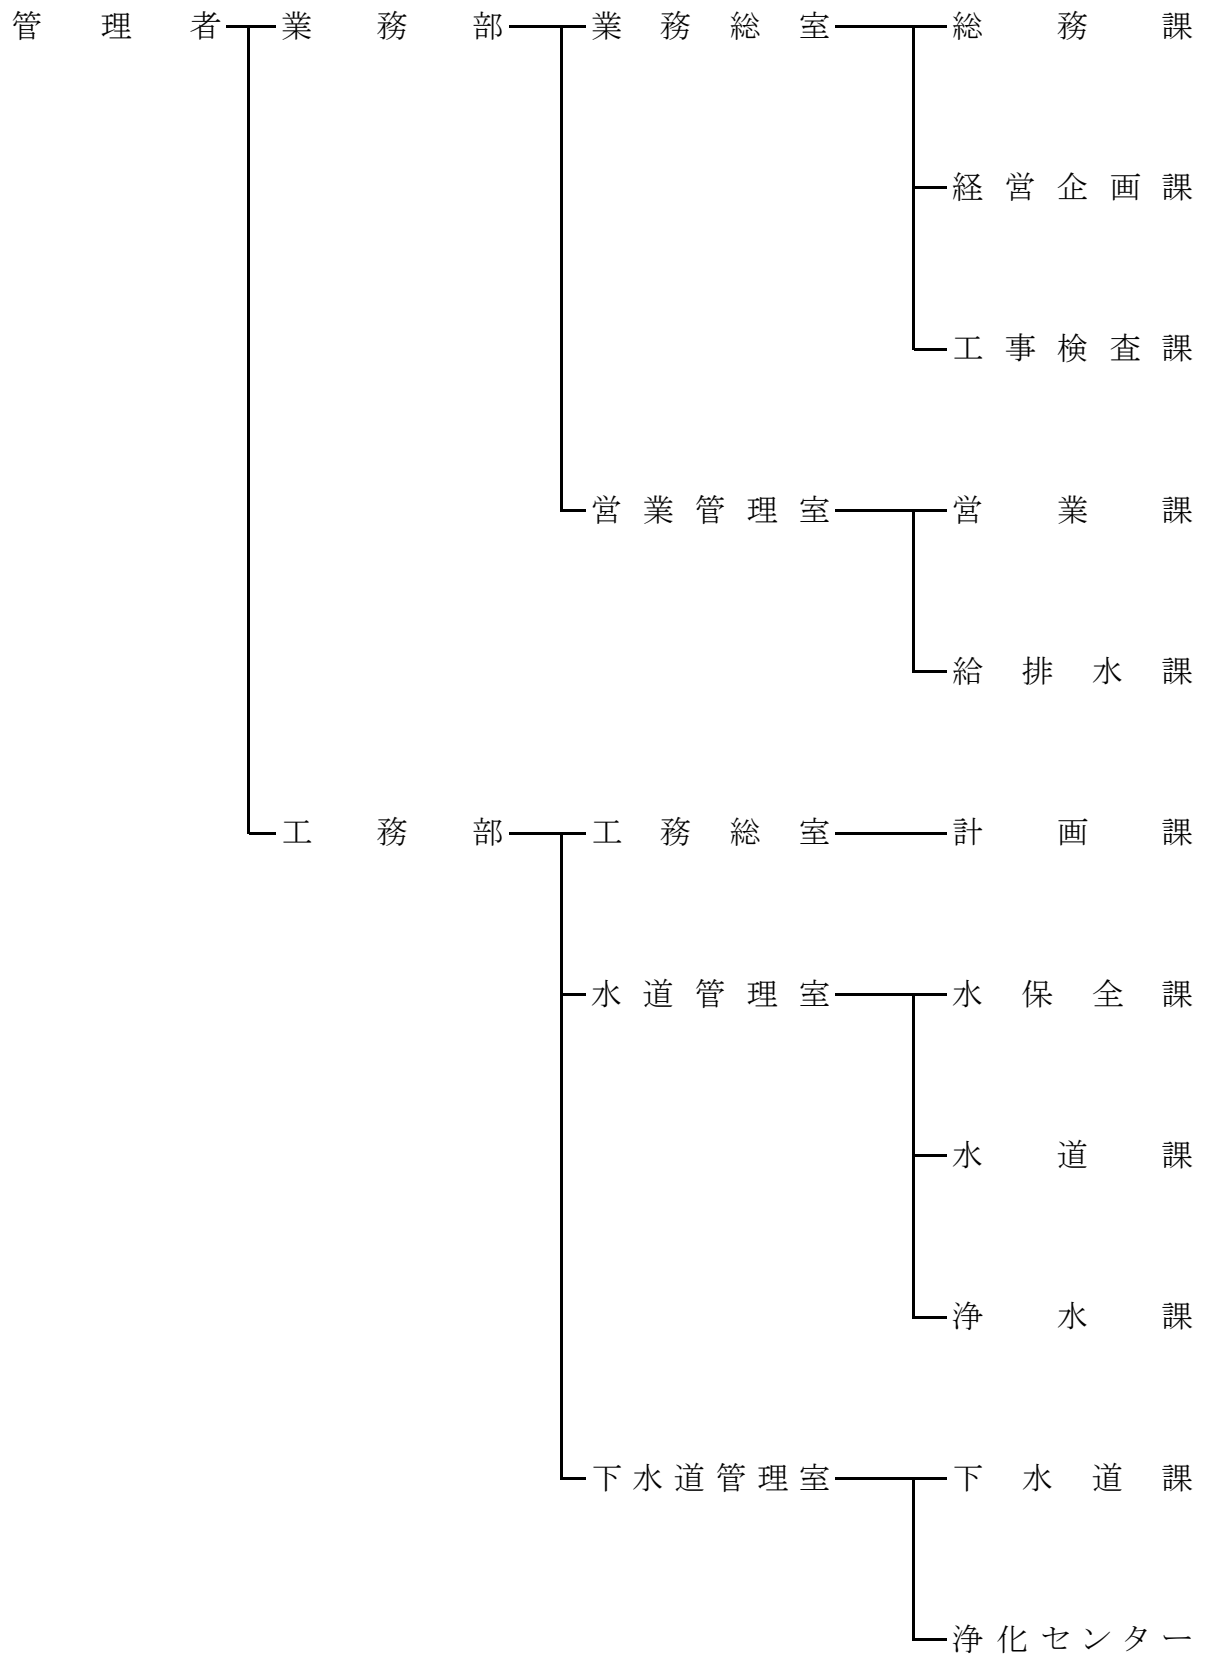 管理者 業務部 業務総室 総務課
経営企画課
工事検査課
営業管理室 営業課
給排水課
工務部 工務総室 計画課
水道管理室 水保全課
水道課
浄水課
下水道管理室 下水道課
浄化センター